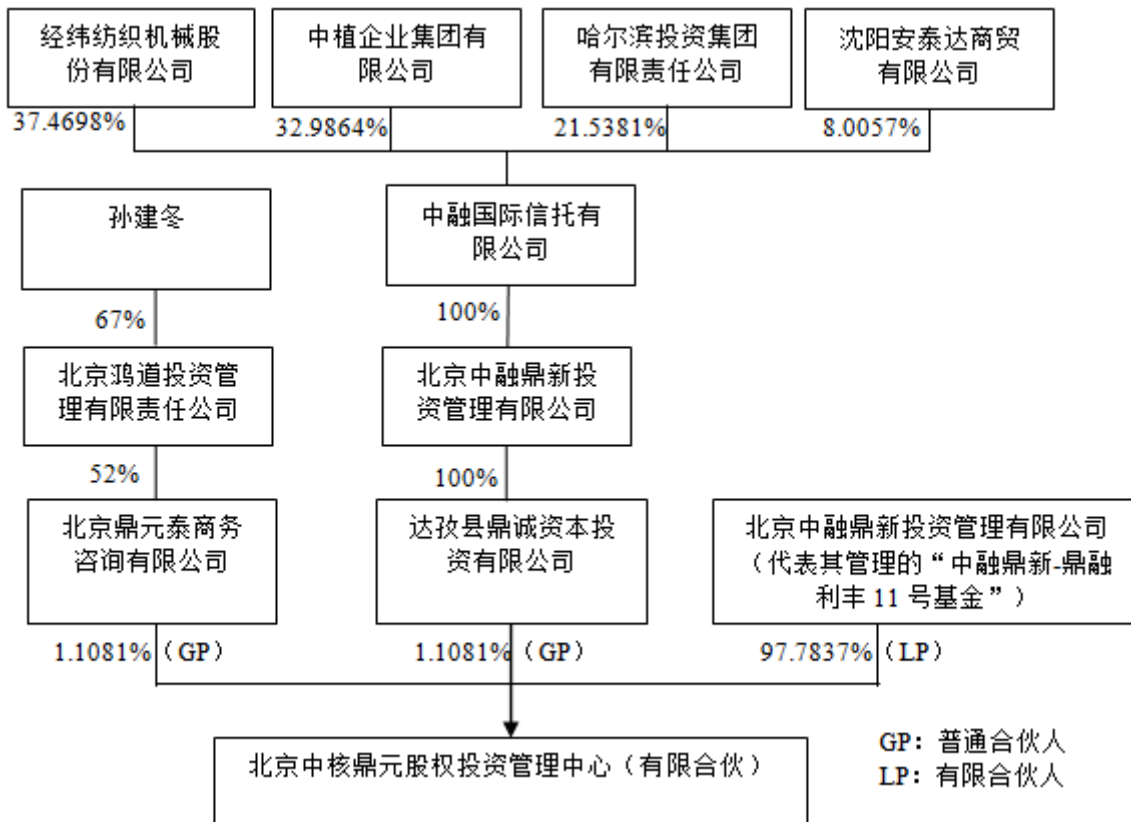 经纬纺织机械股
份有限公司
中植企业集团有
限公司
哈尔滨投资集团
有限责任公司
沈阳安泰达商贸
有限公司
37.4698%
32.9864%
21.5381%
8.0057%
孙建冬
中融国际信托有
限公司
67%
100%
北京鸿道投资管
理有限责任公司
北京中融鼎新投
资管理有限公司
52%
100%
北京鼎元泰商务
咨询有限公司
达孜县鼎诚资本投
资有限公司
北京中融鼎新投资管理有限公司
（代表其管理的“中融鼎新-鼎融
利丰 11 号基金”）
1.1081%（GP）
1.1081%（GP）
97.7837%（LP）
北京中核鼎元股权投资管理中心（有限合伙）
GP：普通合伙人
LP：有限合伙人